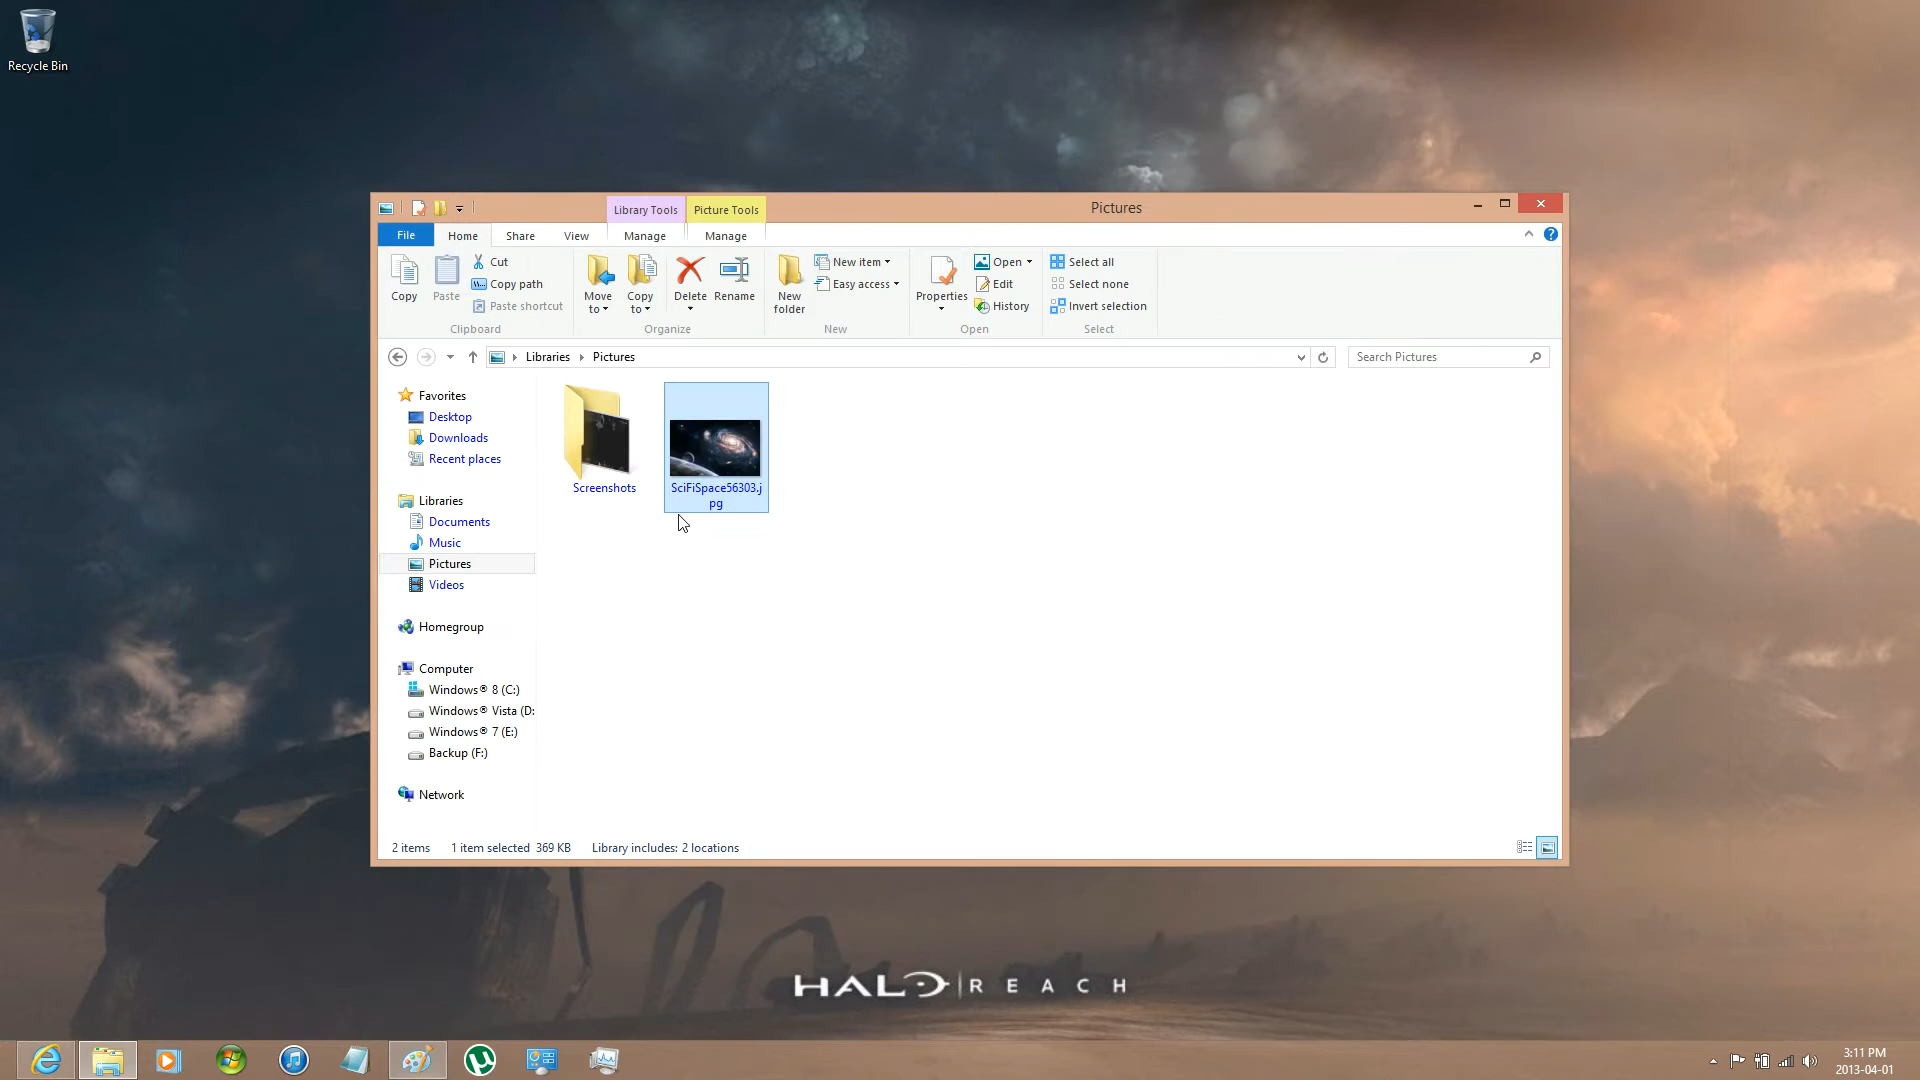 Recycle Bin
Library Tools
Picture Tools
Pictures
File
Home
Share
View
Manage
Manage
Copy
Paste
Cut
Copy path
Paste shortcut
Clipboard
Move to
Copy to
Delete
Rename
Organize
New folder
New item
Easy access
New
Properties
Open
Edit
History
Open
Select all
Select none
Invert selection
Select
Libraries
Pictures
Search Pictures
Favorites
Desktop
Downloads
Recent places
Libraries
Documents
Music
Pictures
Videos
Homegroup
Computer
Windows® 8 (C:)
Windows® Vista (D:
Windows® 7 (E:)
Backup (F:)
Network
Screenshots
SciFiSpace56303.j
pg
2 items 1 item selected 369 KB Library includes: 2 locations
HALO REACH
3:11 PM
2013-04-01